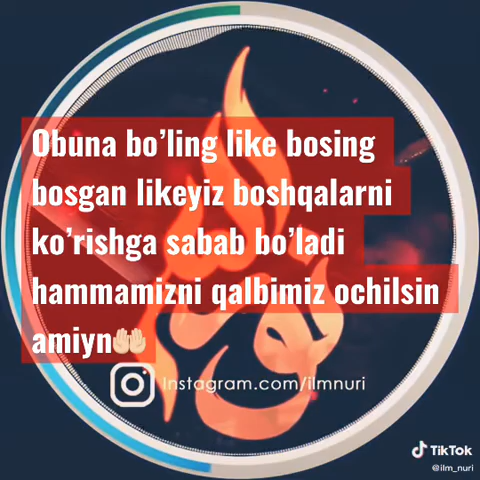 Obuna bo’ling like bosing
bosgan likeyiz boshqalarni
ko’rishga sabab bo’ladi
hammamizni qalbimiz ochilsin
amiyn🤲🏻
Instagram.com/ilmnuri
TikTok
@ilm_nuri